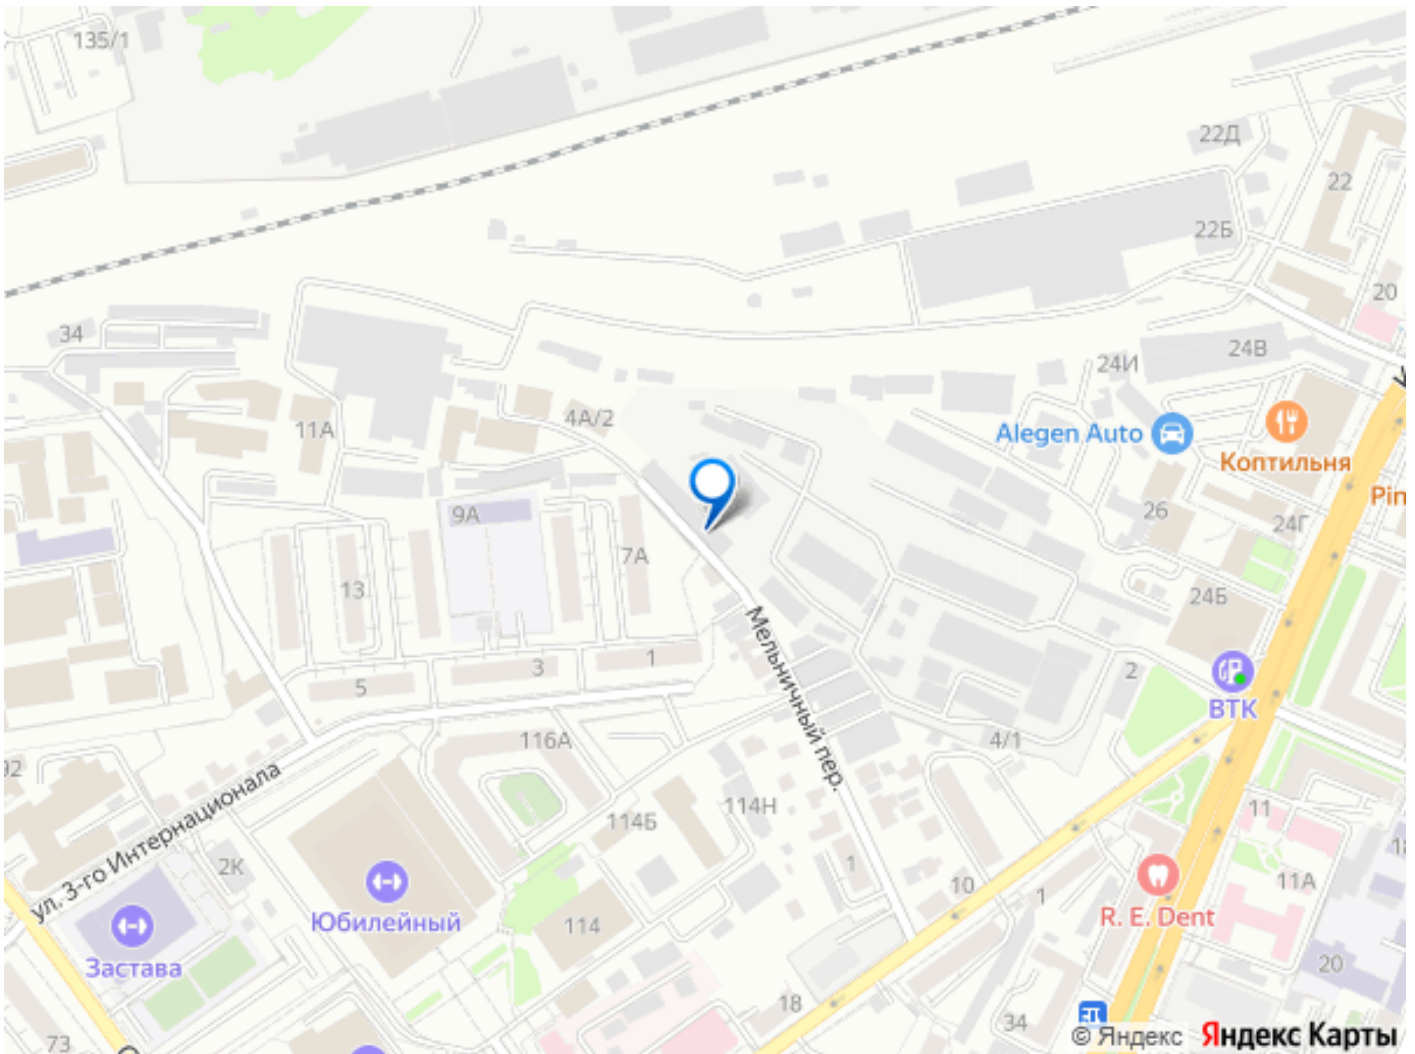 135/1
22Д
22
22Б
20
34
24В
24И
4А/2
11А
Alegen Auto
Коптильня
Pin
9А
26
24Г
7А
13
24Б
1
3
5
2
ВТК
Мельничный пер.
116А
4/1
92
ул. 3-го Интернационала
114Н
11
114Б
18
2К
1
10
1
11А
Юбилейный
R. E. Dent
114
Застава
20
18
34
73
© Яндекс Яндекс Карты